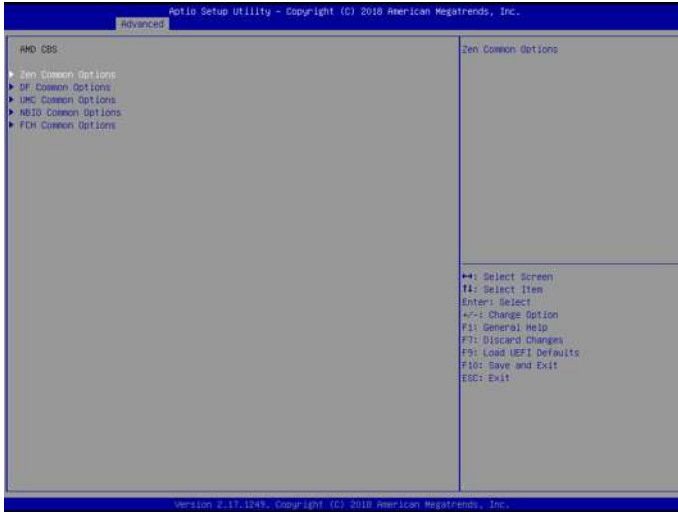 Aptio Setup Utility - Copyright (C) 2018 American Megatrends, Inc.
Advanced
AMD CBS
Zen Common Options
DF Common Options
UMC Common Options
NBIO Common Options
FCH Common Options
Zen Common Options
→←: Select Screen
↑↓: Select Item
Enter: Select
+/-: Change Option
F1: General Help
F7: Discard Changes
F9: Load UEFI Defaults
F10: Save and Exit
ESC: Exit
Version 2.17.1249. Copyright (C) 2018 American Megatrends, Inc.